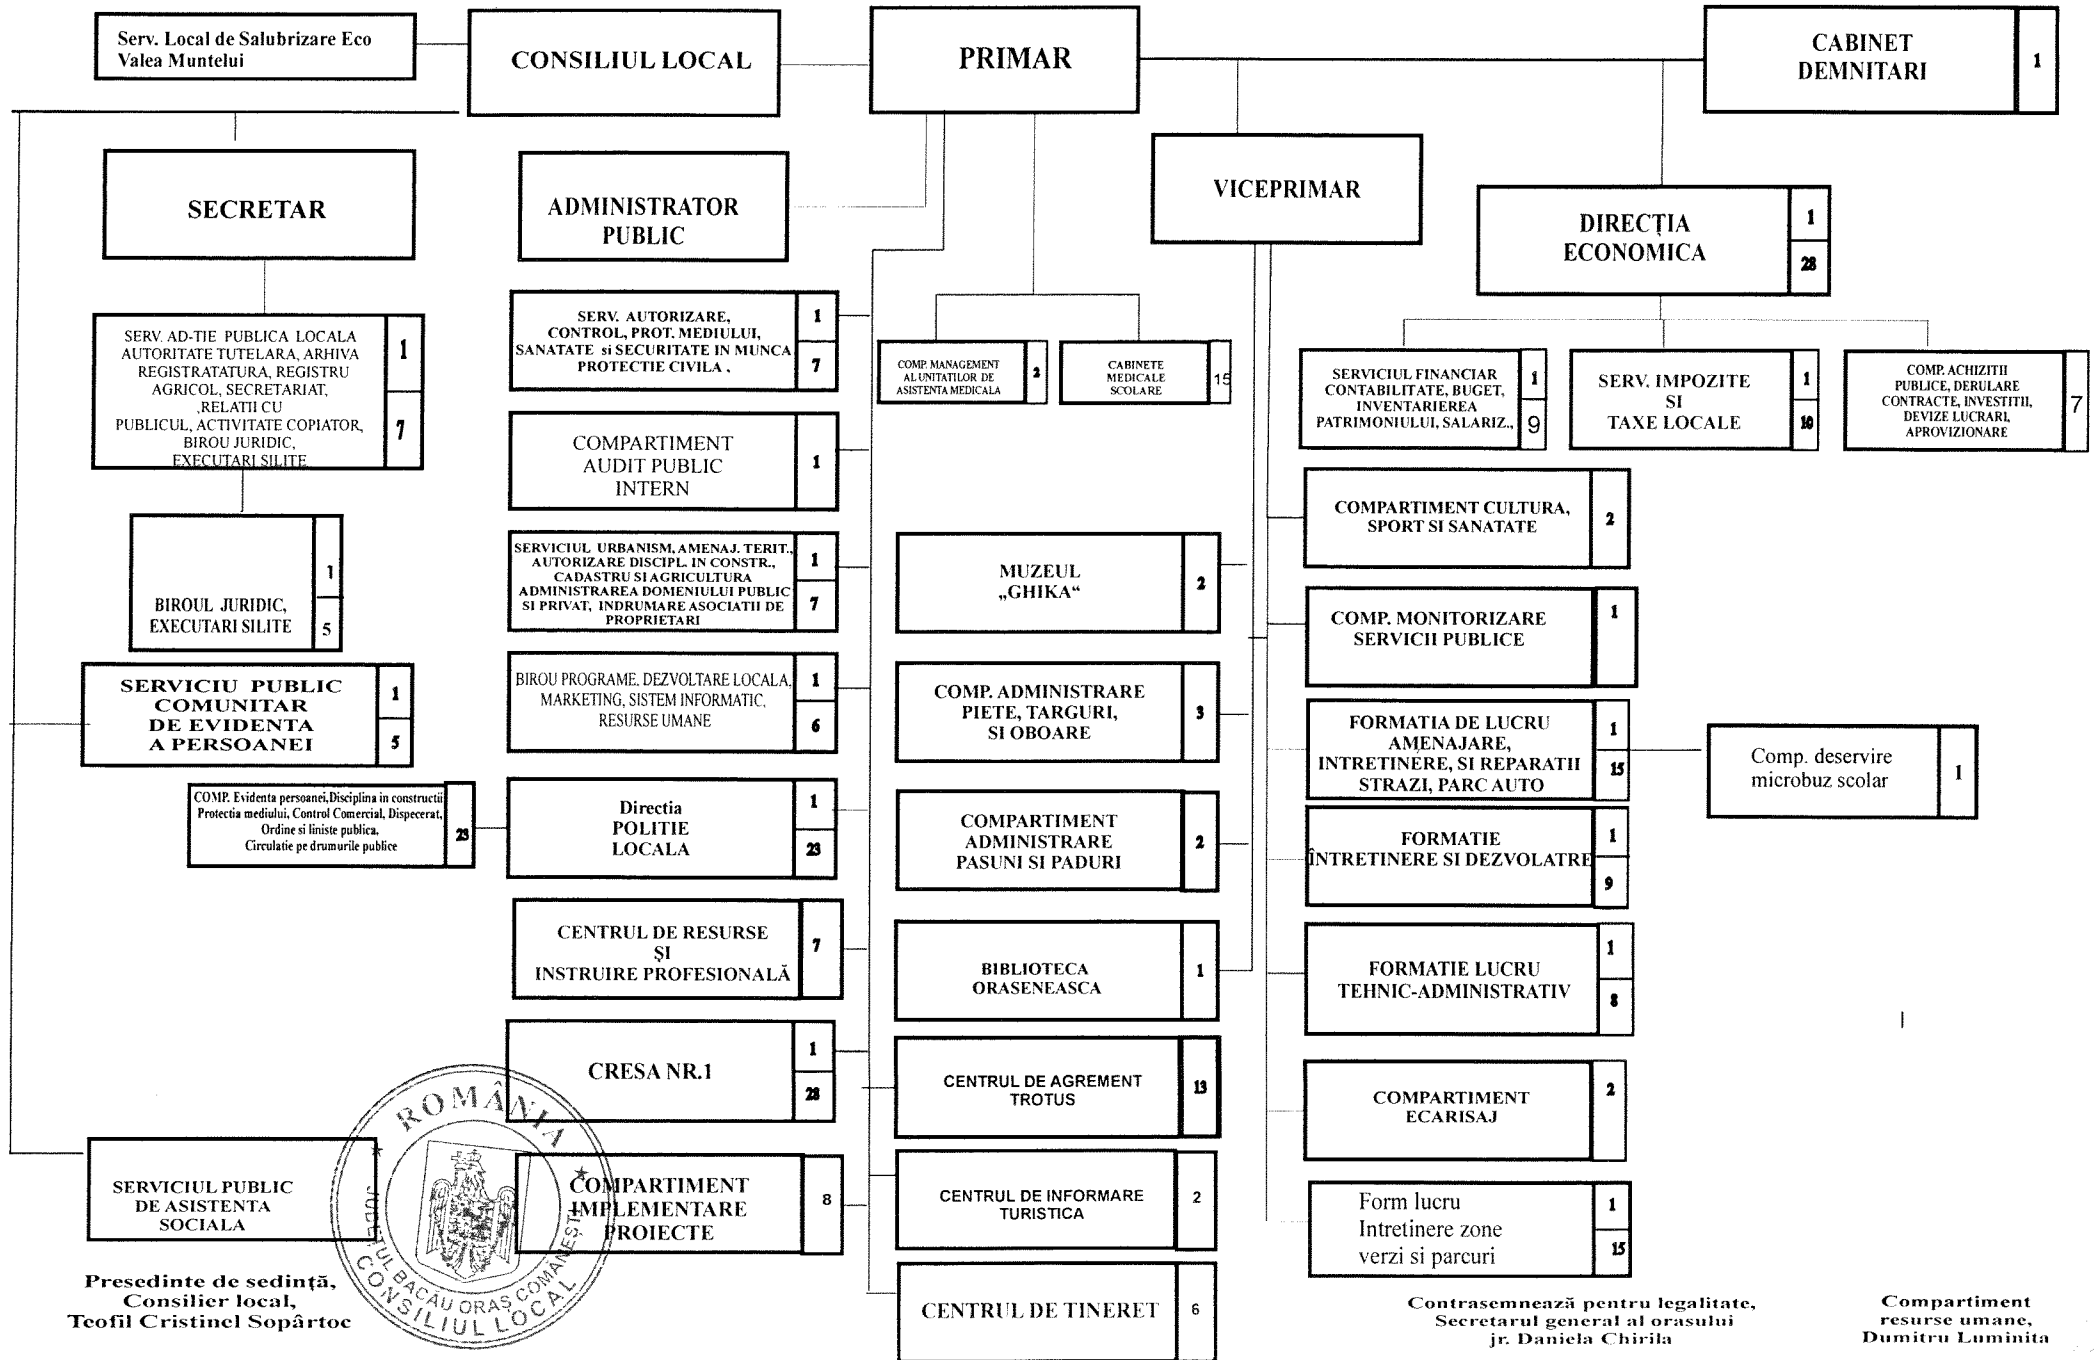 Serv. Local de Salubrizare Eco
Valea Muntelui
CONSILIUL LOCAL
PRIMAR
CABINET
DEMNITARI
1
SECRETAR
ADMINISTRATOR
PUBLIC
VICEPRIMAR
DIRECȚIA
ECONOMICA
1
28
SERV. AD-TIE PUBLICA LOCALA
AUTORITATE TUTELARA, ARHIVA
REGISTRATATURA, REGISTRU
AGRICOL, SECRETARIAT,
,RELATII CU
PUBLICUL, ACTIVITATE COPIATOR,
BIROU JURIDIC,
EXECUTARI SILITE
1
7
BIROUL JURIDIC,
EXECUTARI SILITE
1
5
SERVICIU PUBLIC
COMUNITAR
DE EVIDENTA
A PERSOANEI
1
5
COMP. Evidenta persoanei,Disciplina in constructii
Protectia mediului, Control Comercial, Dispecerat,
Ordine si liniste publica,
Circulatie pe drumurile publice
23
SERVICIUL PUBLIC
DE ASISTENTA
SOCIALA
SERV. AUTORIZARE,
CONTROL, PROT. MEDIULUI,
SANATATE si SECURITATE IN MUNCA
PROTECTIE CIVILA .
1
7
COMPARTIMENT
AUDIT PUBLIC
INTERN
1
SERVICIUL URBANISM, AMENAJ. TERIT.,
AUTORIZARE DISCIPL. IN CONSTR.,
CADASTRU SI AGRICULTURA
ADMINISTRAREA DOMENIULUI PUBLIC
SI PRIVAT, INDRUMARE ASOCIATII DE
PROPRIETARI
1
7
BIROU PROGRAME, DEZVOLTARE LOCALA,
MARKETING, SISTEM INFORMATIC,
RESURSE UMANE
1
6
Directia
POLITIE
LOCALA
1
23
CENTRUL DE RESURSE
ȘI
INSTRUIRE PROFESIONALĂ
7
CRESA NR.1
1
28
COMPARTIMENT
IMPLEMENTARE
PROIECTE
8
COMP. MANAGEMENT
AL UNITATILOR DE
ASISTENTA MEDICALA
2
CABINETE
MEDICALE
SCOLARE
15
MUZEUL
„GHIKA“
2
COMP. ADMINISTRARE
PIETE, TARGURI,
SI OBOARE
3
COMPARTIMENT
ADMINISTRARE
PASUNI SI PADURI
2
BIBLIOTECA
ORASENEASCA
1
CENTRUL DE AGREMENT
TROTUS
13
CENTRUL DE INFORMARE
TURISTICA
2
CENTRUL DE TINERET
6
SERVICIUL FINANCIAR
CONTABILITATE, BUGET,
INVENTARIEREA
PATRIMONIULUI, SALARIZ.,
1
9
SERV. IMPOZITE
SI
TAXE LOCALE
1
10
COMP. ACHIZITII
PUBLICE, DERULARE
CONTRACTE, INVESTITII,
DEVIZE LUCRARI,
APROVIZIONARE
7
COMPARTIMENT CULTURA,
SPORT SI SANATATE
2
COMP. MONITORIZARE
SERVICII PUBLICE
1
FORMATIA DE LUCRU
AMENAJARE,
INTRETINERE, SI REPARATII
STRAZI, PARC AUTO
1
15
Comp. deservire
microbuz scolar
1
FORMATIE
ÎNTRETINERE SI DEZVOLATRE
1
9
FORMATIE LUCRU
TEHNIC-ADMINISTRATIV
1
8
COMPARTIMENT
ECARISAJ
2
Form lucru
Intretinere zone
verzi si parcuri
1
15
ROMÂNIA
JUDEȚUL BACĂU ORAȘ COMĂNEȘTI
CONSILIUL LOCAL
Presedinte de sedință,
Consilier local,
Teofil Cristinel Sopârtoc
Contrasemnează pentru legalitate,
Secretarul general al orasului
jr. Daniela Chirila
Compartiment
resurse umane,
Dumitru Luminita